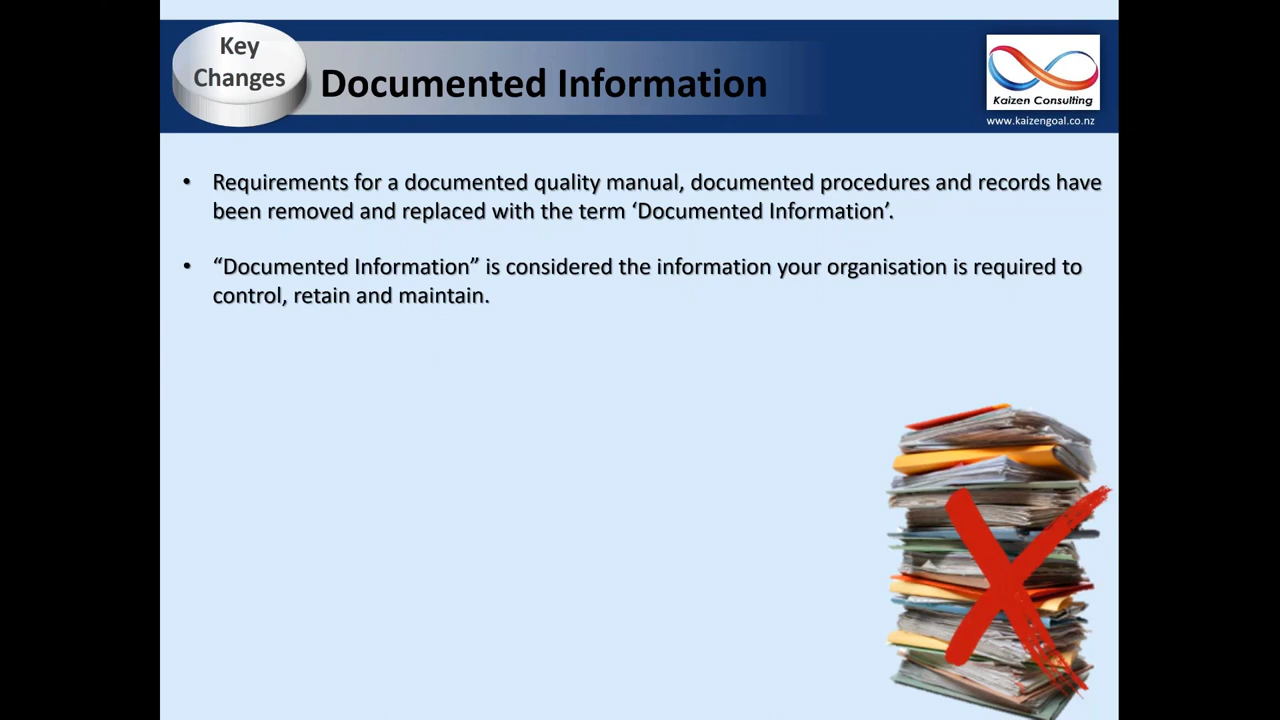 Key
Changes
Documented Information
Kaizen Consulting
www.kaizengoal.co.nz
• Requirements for a documented quality manual, documented procedures and records have
been removed and replaced with the term ‘Documented Information’.
• “Documented Information” is considered the information your organisation is required to
control, retain and maintain.